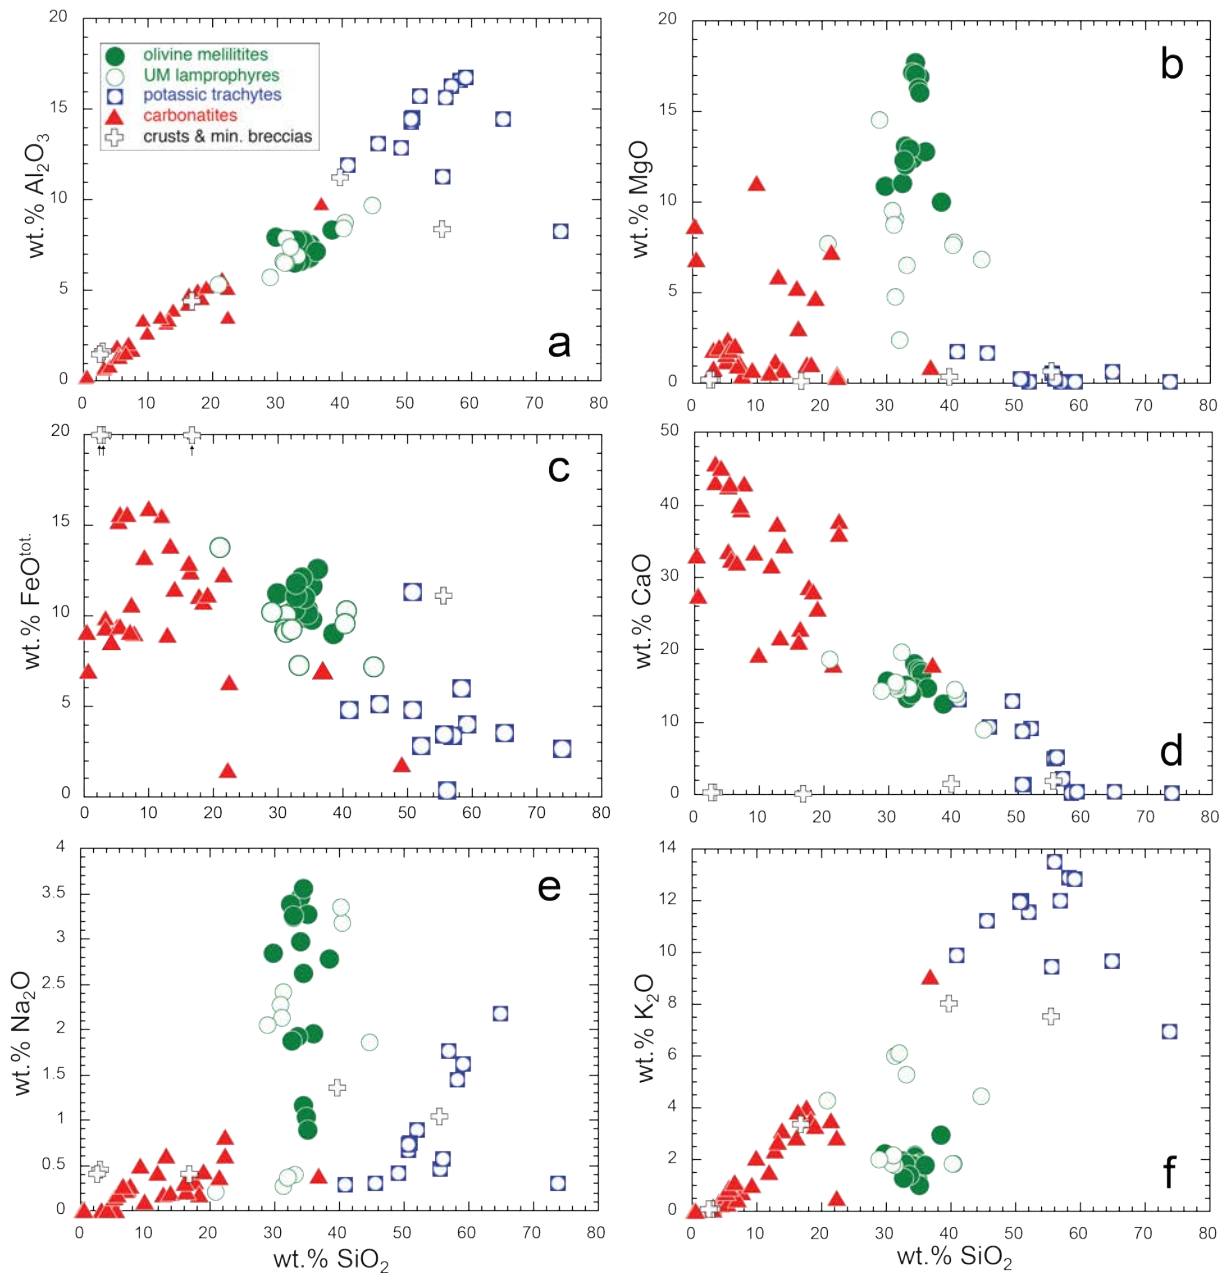 20
15
10
5
0
wt.% Al2O3
olivine melilitites
UM lamprophyres
potassic trachytes
carbonatites
crusts & min. breccias
a
0 10 20 30 40 50 60 70 80
20
15
10
5
0
wt.% MgO
b
0 10 20 30 40 50 60 70 80
20
15
10
5
0
wt.% FeOtot.
c
0 10 20 30 40 50 60 70 80
50
40
30
20
10
0
wt.% CaO
d
0 10 20 30 40 50 60 70 80
4
3.5
3
2.5
2
1.5
1
0.5
0
wt.% Na2O
e
0 10 20 30 40 50 60 70 80
wt.% SiO2
14
12
10
8
6
4
2
0
wt.% K2O
f
0 10 20 30 40 50 60 70 80
wt.% SiO2